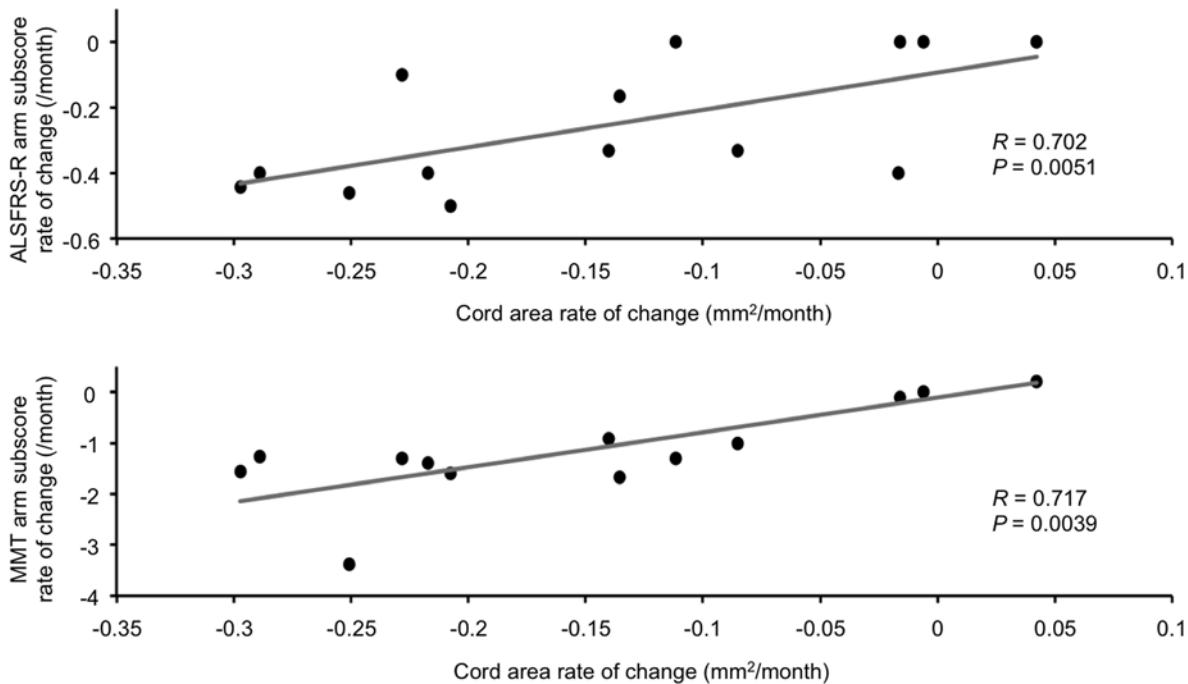 ALSFRS-R arm subscore
rate of change (/month)
0
-0.2
-0.4
-0.6
R = 0.702
P = 0.0051
-0.35 -0.3 -0.25 -0.2 -0.15 -0.1 -0.05 0 0.05 0.1
Cord area rate of change (mm²/month)
MMT arm subscore
rate of change (/month)
0
-1
-2
-3
-4
R = 0.717
P = 0.0039
-0.35 -0.3 -0.25 -0.2 -0.15 -0.1 -0.05 0 0.05 0.1
Cord area rate of change (mm²/month)